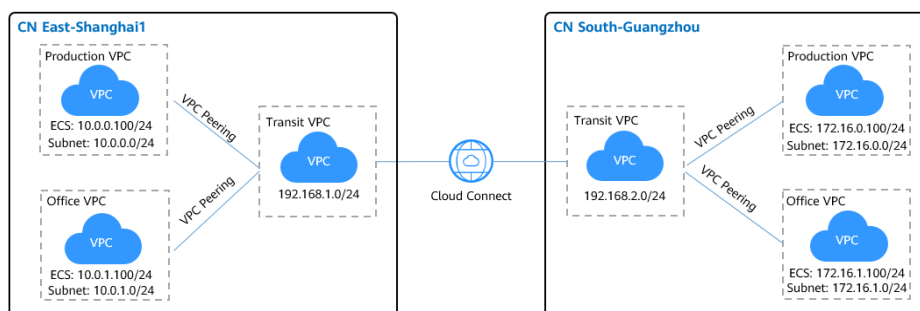 CN East-Shanghai1
Production VPC
VPC
ECS: 10.0.0.100/24
Subnet: 10.0.0.0/24
VPC Peering
Transit VPC
VPC
192.168.1.0/24
VPC Peering
Office VPC
VPC
ECS: 10.0.1.100/24
Subnet: 10.0.1.0/24
Cloud Connect
CN South-Guangzhou
Transit VPC
VPC
192.168.2.0/24
VPC Peering
Production VPC
VPC
ECS: 172.16.0.100/24
Subnet: 172.16.0.0/24
VPC Peering
Office VPC
VPC
ECS: 172.16.1.100/24
Subnet: 172.16.1.0/24